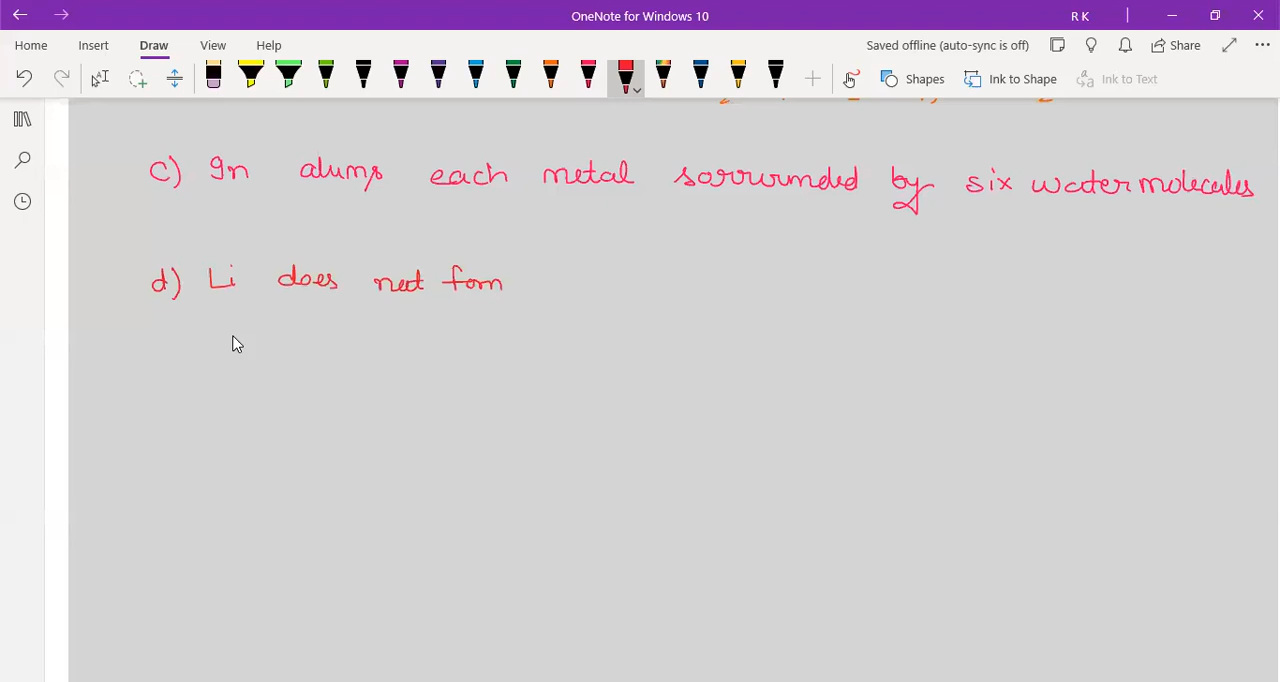 OneNote for Windows 10
R K
Home Insert Draw View Help
Saved offline (auto-sync is off) Share
Shapes Ink to Shape Ink to Text
c) In alums each metal sorrurnded by six water molecules
d) Li does not form